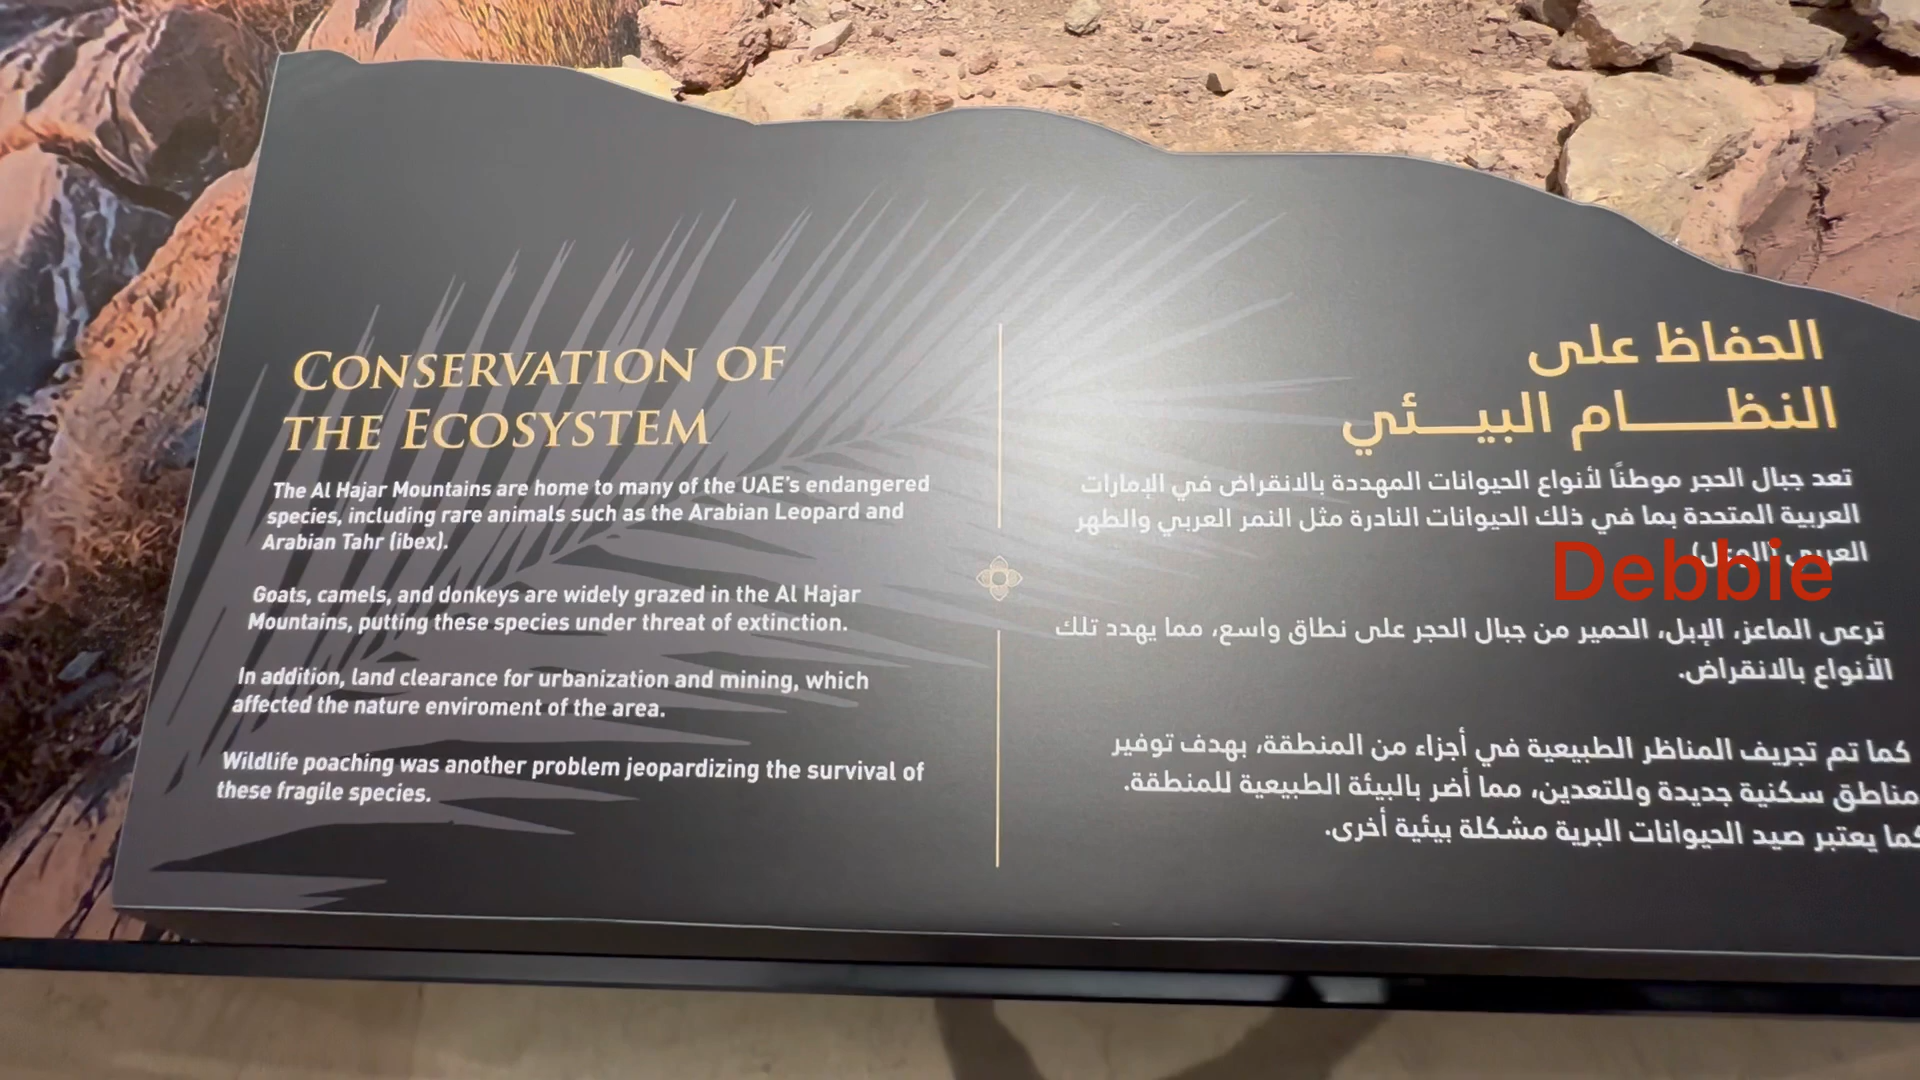 CONSERVATION OF
THE ECOSYSTEM
The Al Hajar Mountains are home to many of the UAE's endangered
species, including rare animals such as the Arabian Leopard and
Arabian Tahr (ibex).
Goats, camels, and donkeys are widely grazed in the Al Hajar
Mountains, putting these species under threat of extinction.
In addition, land clearance for urbanization and mining, which
affected the nature enviroment of the area.
Wildlife poaching was another problem jeopardizing the survival of
these fragile species.
الحفاظ على
النظـــــام البيـــئي
تعد جبال الحجر موطنًا لأنواع الحيوانات المهددة بالانقراض في الإمارات
العربية المتحدة بما في ذلك الحيوانات النادرة مثل النمر العربي والطهر
العربي
Debbie
ترعى الماعز، الإبل، الحمير من جبال الحجر على نطاق واسع، مما يهدد تلك
الأنواع بالانقراض.
كما تم تجريف المناظر الطبيعية في أجزاء من المنطقة، بهدف توفير
مناطق سكنية جديدة وللتعدين، مما أضر بالبيئة الطبيعية للمنطقة.
كما يعتبر صيد الحيوانات البرية مشكلة بيئية أخرى.